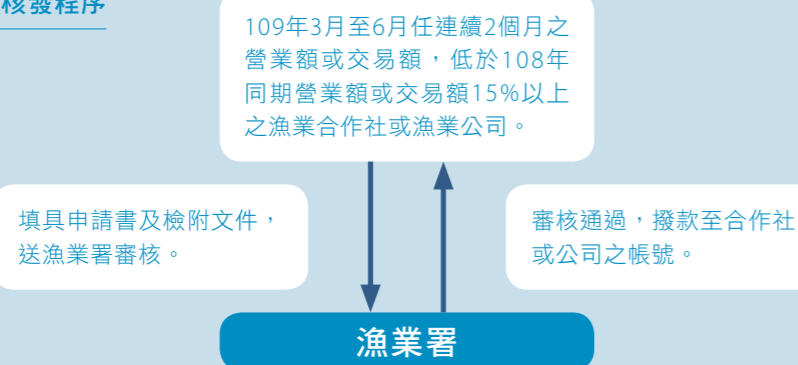 核發程序
109年3月至6月任連續2個月之
營業額或交易額，低於108年
同期營業額或交易額15%以上
之漁業合作社或漁業公司。
填具申請書及檢附文件，
送漁業署審核。
審核通過，撥款至合作社
或公司之帳號。
漁業署